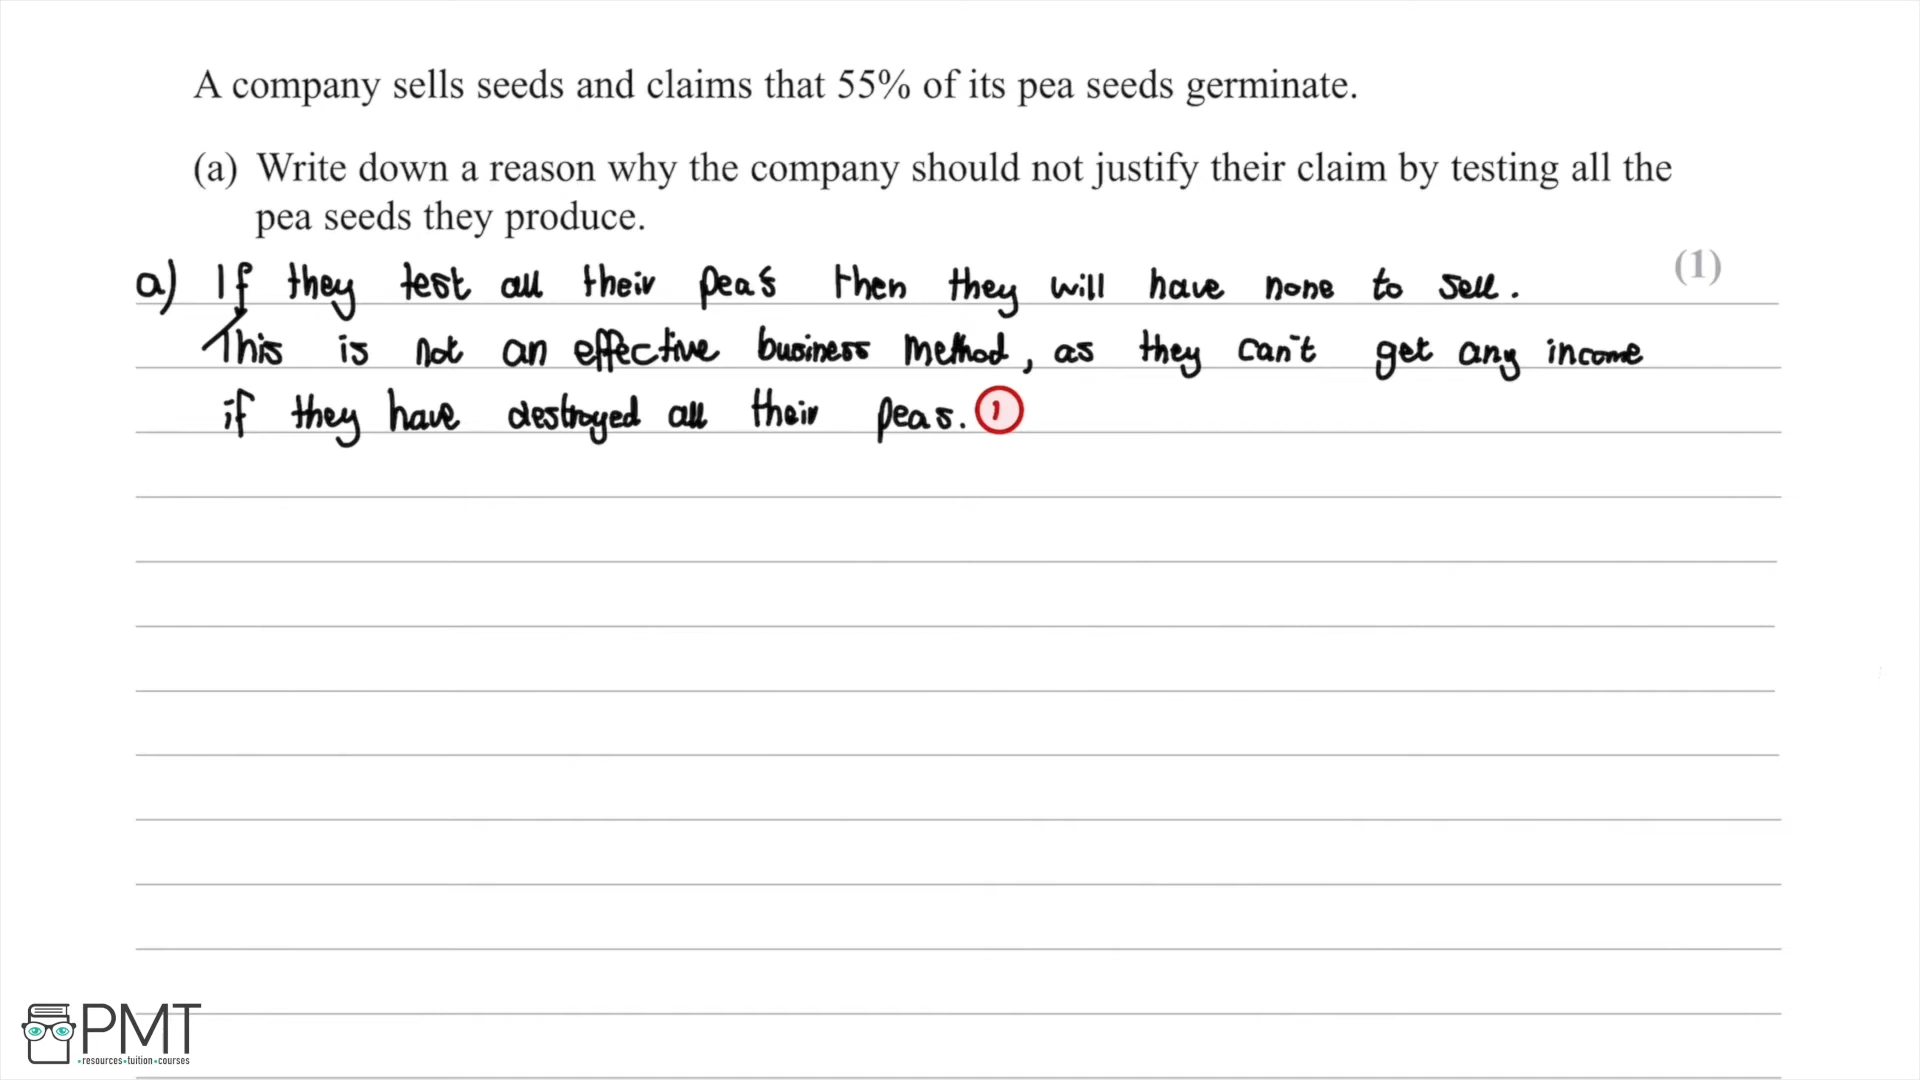 A company sells seeds and claims that 55% of its pea seeds germinate.
(a) Write down a reason why the company should not justify their claim by testing all the
pea seeds they produce.
(1)
a) If they test all their peas then they will have none to sell.
This is not an effective business method, as they can't get any income
if they have destroyed all their peas. 1
PMT
resources•tuition•courses